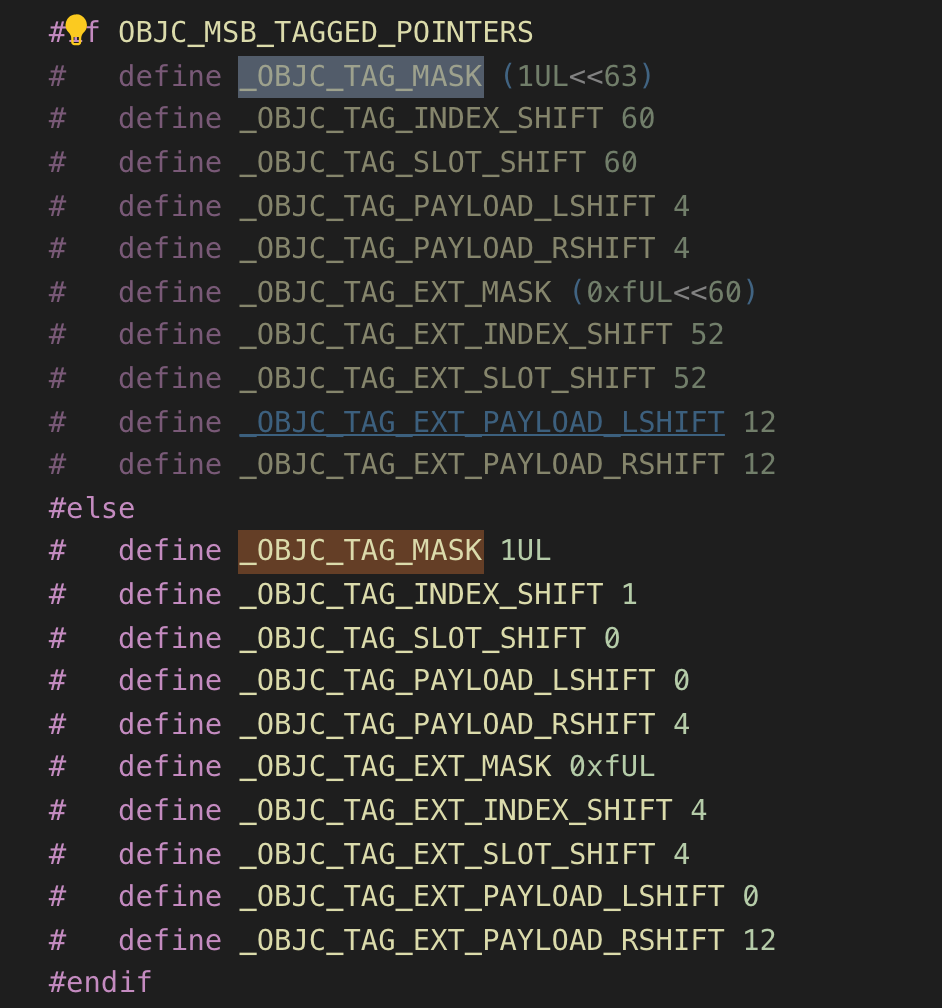 #if OBJC_MSB_TAGGED_POINTERS
#   define _OBJC_TAG_MASK (1UL<<63)
#   define _OBJC_TAG_INDEX_SHIFT 60
#   define _OBJC_TAG_SLOT_SHIFT 60
#   define _OBJC_TAG_PAYLOAD_LSHIFT 4
#   define _OBJC_TAG_PAYLOAD_RSHIFT 4
#   define _OBJC_TAG_EXT_MASK (0xfUL<<60)
#   define _OBJC_TAG_EXT_INDEX_SHIFT 52
#   define _OBJC_TAG_EXT_SLOT_SHIFT 52
#   define _OBJC_TAG_EXT_PAYLOAD_LSHIFT 12
#   define _OBJC_TAG_EXT_PAYLOAD_RSHIFT 12
#else
#   define _OBJC_TAG_MASK 1UL
#   define _OBJC_TAG_INDEX_SHIFT 1
#   define _OBJC_TAG_SLOT_SHIFT 0
#   define _OBJC_TAG_PAYLOAD_LSHIFT 0
#   define _OBJC_TAG_PAYLOAD_RSHIFT 4
#   define _OBJC_TAG_EXT_MASK 0xfUL
#   define _OBJC_TAG_EXT_INDEX_SHIFT 4
#   define _OBJC_TAG_EXT_SLOT_SHIFT 4
#   define _OBJC_TAG_EXT_PAYLOAD_LSHIFT 0
#   define _OBJC_TAG_EXT_PAYLOAD_RSHIFT 12
#endif